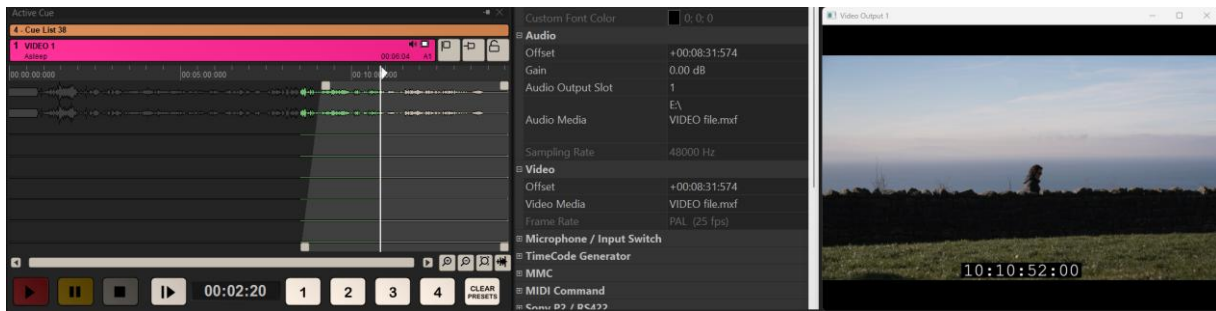 Active Cue
4 - Cue List 38
1 VIDEO 1
Asteep
00:06:04 A1
00:00:00:000
00:05:00:000
00:10:00:000
00:02:20
1
2
3
4
CLEAR PRESETS
Custom Font Color 0; 0; 0
Audio
Offset +00:08:31:574
Gain 0.00 dB
Audio Output Slot 1
E:\
Audio Media VIDEO file.mxf
Sampling Rate 48000 Hz
Video
Offset +00:08:31:574
Video Media VIDEO file.mxf
Frame Rate PAL (25 fps)
Microphone / Input Switch
TimeCode Generator
MMC
MIDI Command
Sony P2 / RS422
Video Output 1
10:10:52:00